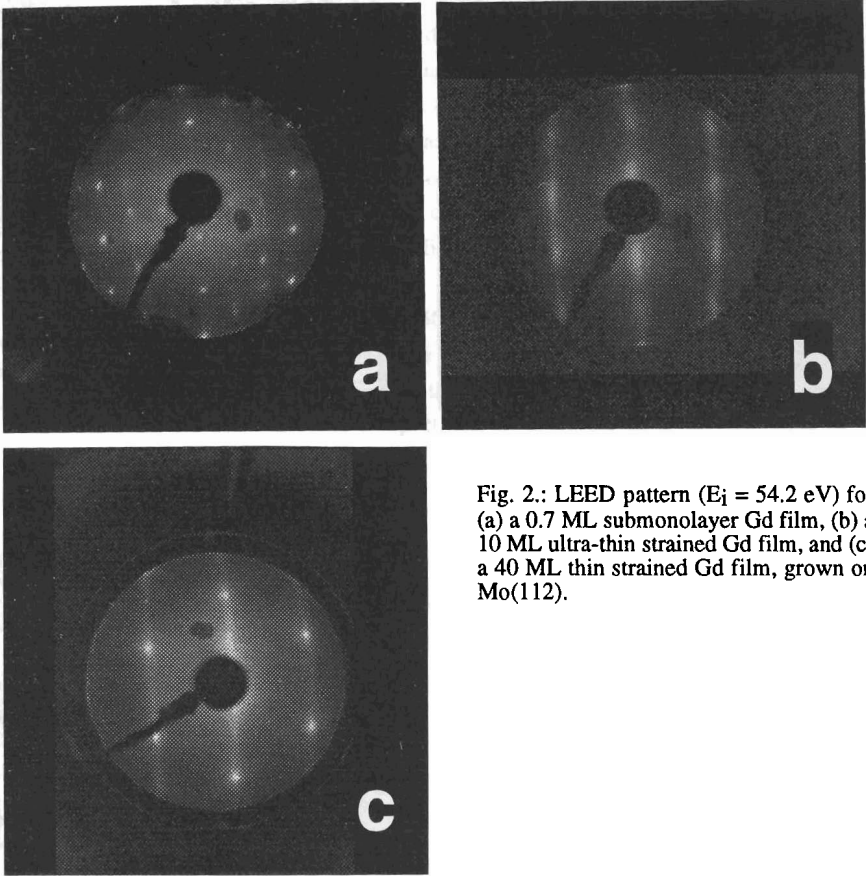 a
b
c
Fig. 2.: LEED pattern (Ei = 54.2 eV) fo
(a) a 0.7 ML submonolayer Gd film, (b) a
10 ML ultra-thin strained Gd film, and (c
a 40 ML thin strained Gd film, grown on
Mo(112).